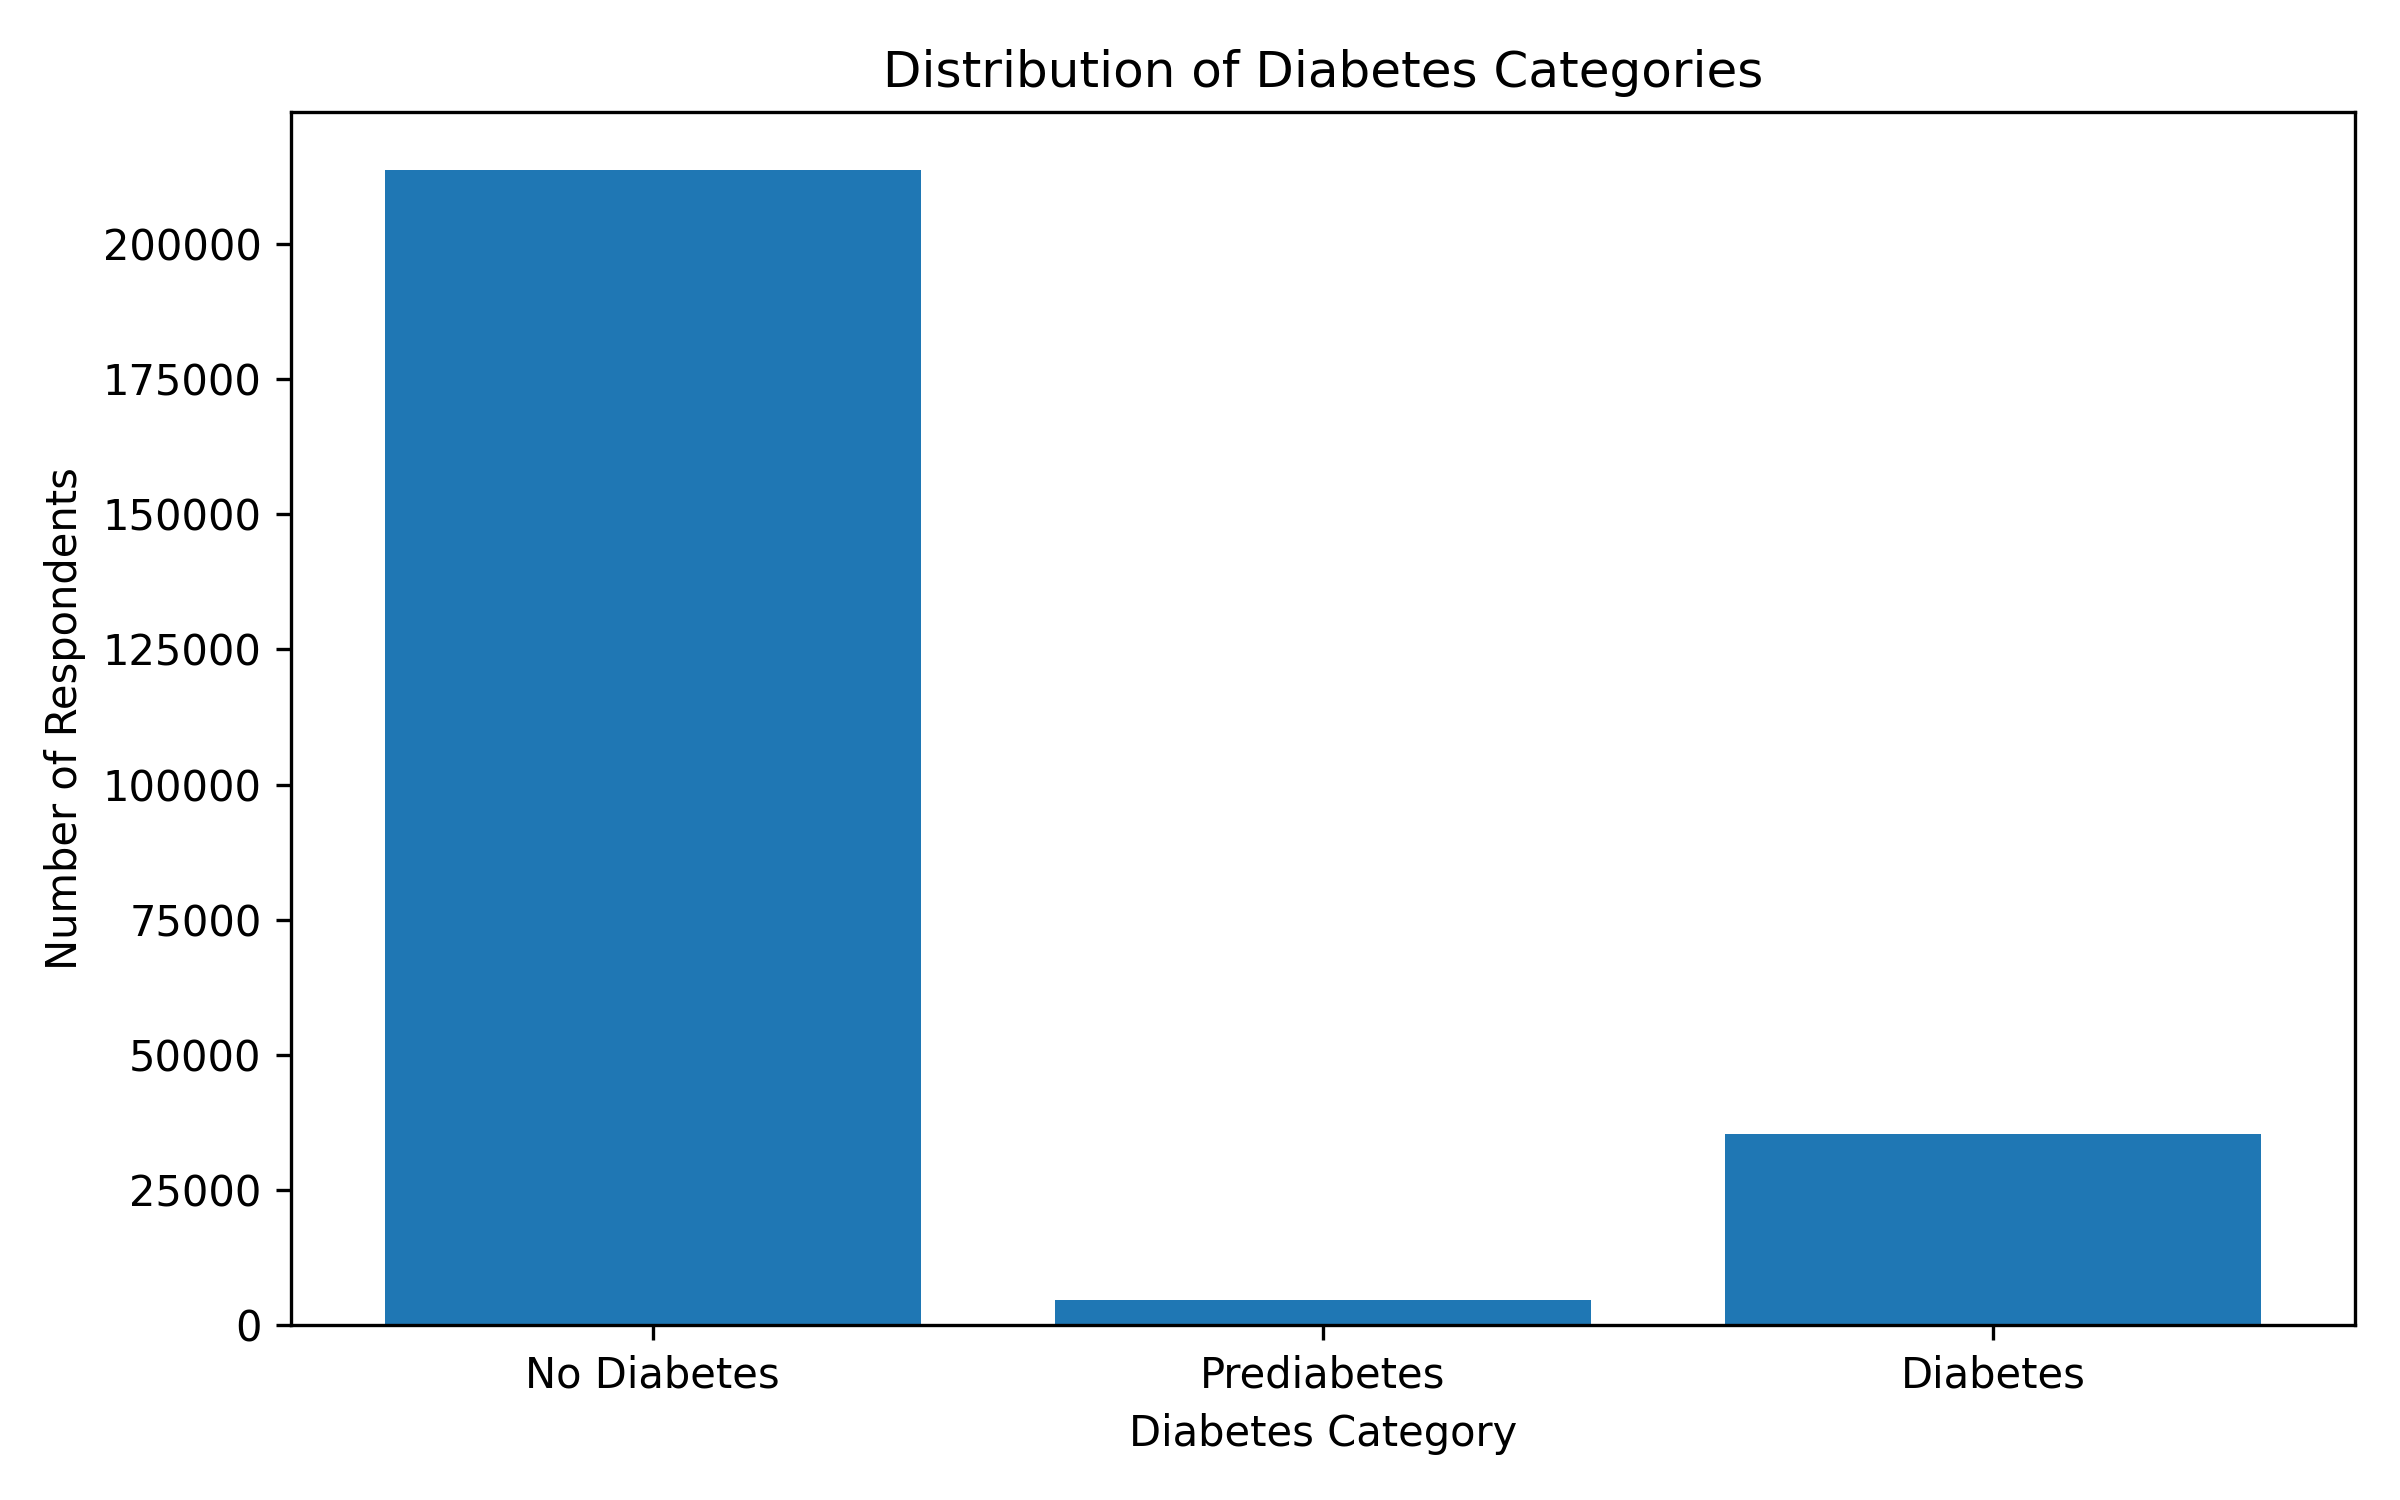 Distribution of Diabetes Categories
Number of Respondents
200000
175000
150000
125000
100000
75000
50000
25000
0
No Diabetes Prediabetes Diabetes
Diabetes Category